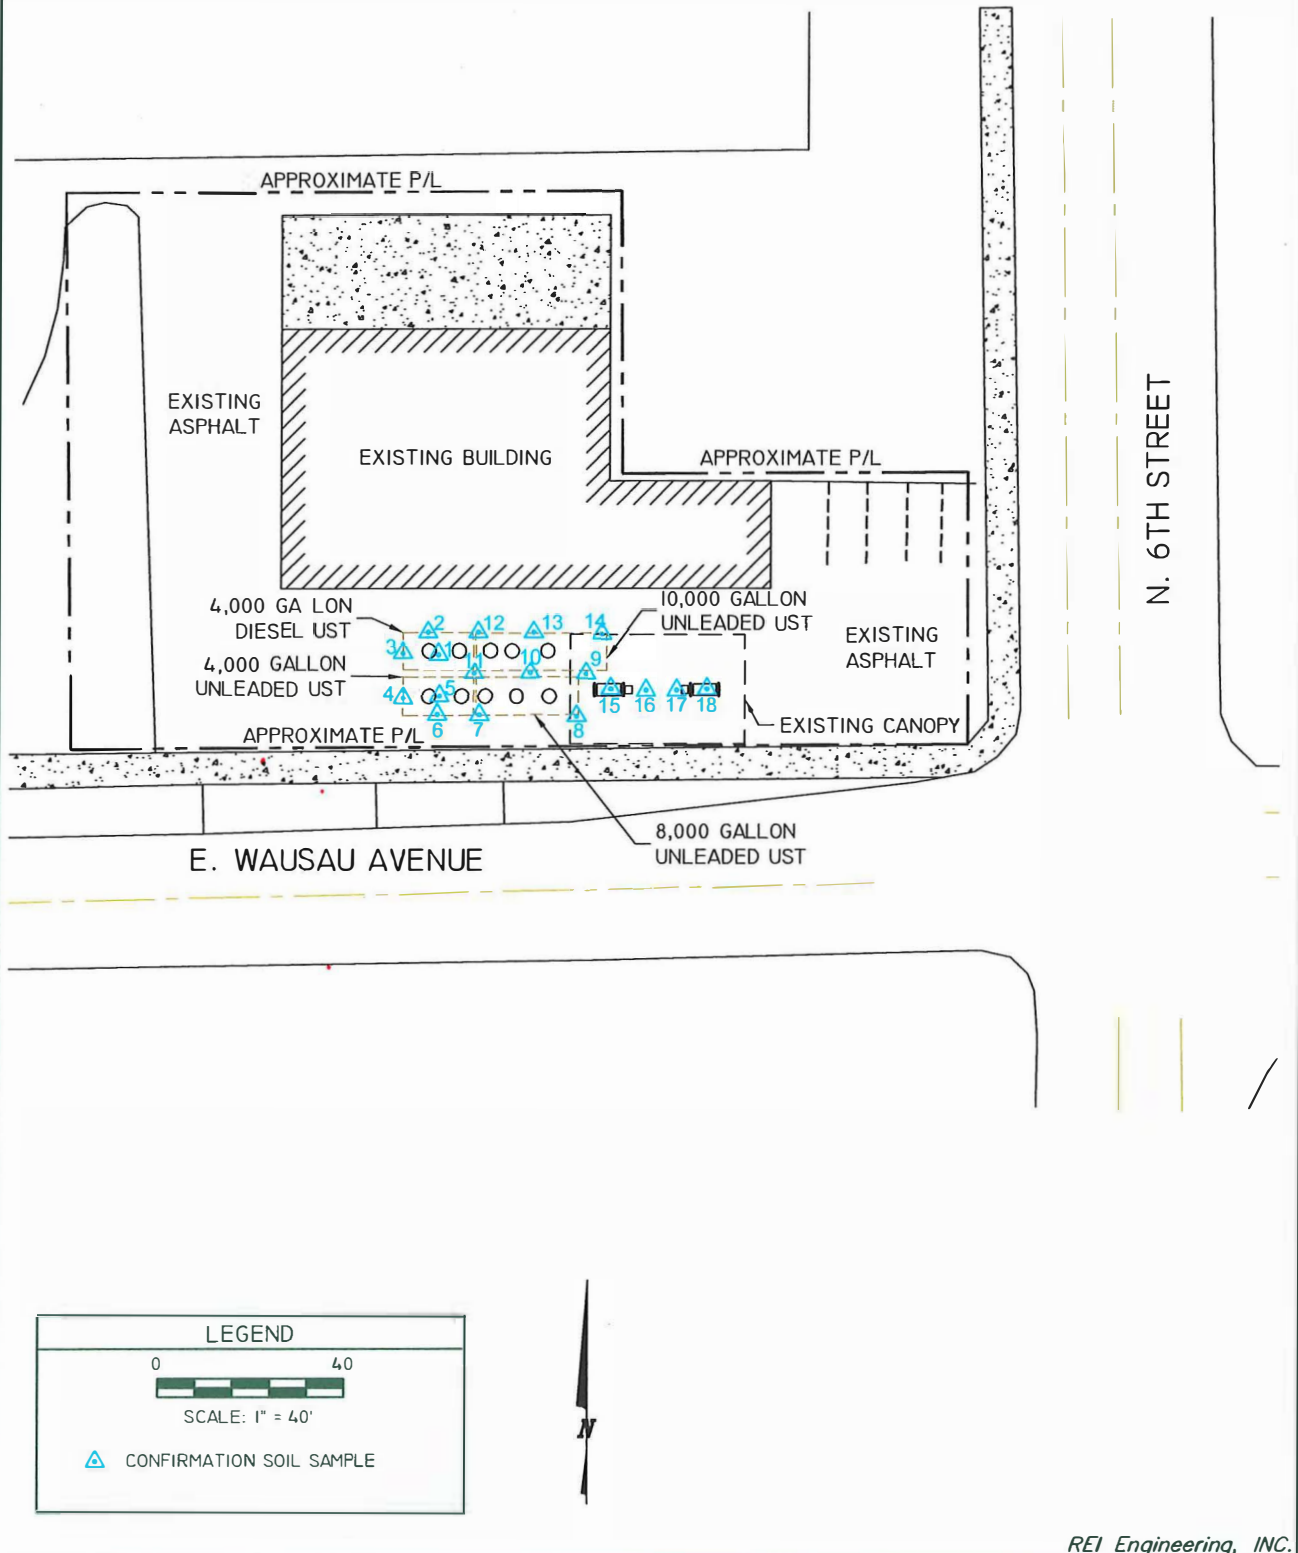 APPROXIMATE P/L
EXISTING
ASPHALT
EXISTING BUILDING
APPROXIMATE P/L
N. 6TH STREET
4,000 GA LON
DIESEL UST
10,000 GALLON
UNLEADED UST
EXISTING
ASPHALT
4,000 GALLON
UNLEADED UST
2
12
13
14
3
1
11
10
9
4
5
6
7
8
15
16
17
18
EXISTING CANOPY
APPROXIMATE P/L
8,000 GALLON
UNLEADED UST
E. WAUSAU AVENUE
LEGEND
0 40
SCALE: 1" = 40'
CONFIRMATION SOIL SAMPLE
N
REI Engineering, INC.